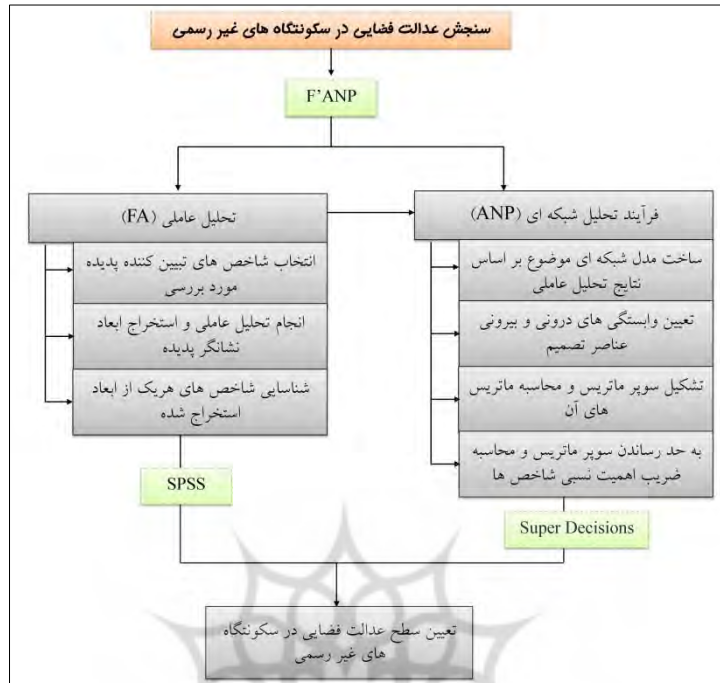 سنجش عدالت فضایی در سکونتگاه های غیر رسمی
F'ANP
تحلیل عاملی (FA)
انتخاب شاخص های تبیین کننده پدیده
مورد بررسی
انجام تحلیل عاملی و استخراج ابعاد
نشانگر پدیده
شناسایی شاخص های هریک از ابعاد
استخراج شده
SPSS
فرآیند تحلیل شبکه ای (ANP)
ساخت مدل شبکه ای موضوع بر اساس
نتایج تحلیل عاملی
تعیین وابستگی های درونی و بیرونی
عناصر تصمیم
تشکیل سوپر ماتریس و محاسبه ماتریس
های آن
به حد رساندن سوپر ماتریس و محاسبه
ضریب اهمیت نسبی شاخص ها
Super Decisions
تعیین سطح عدالت فضایی در سکونتگاه
های غیر رسمی